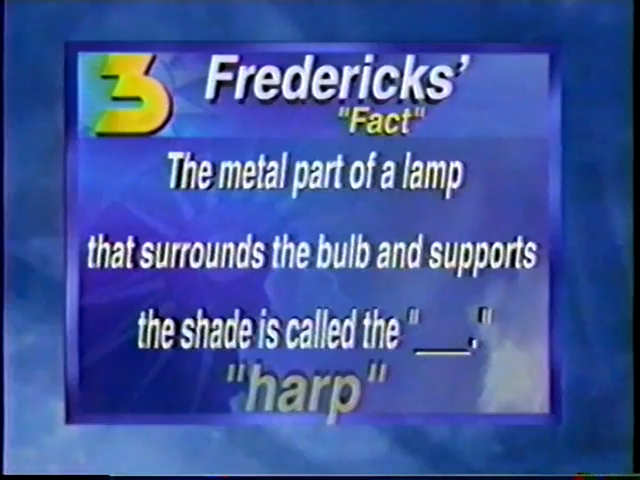 3
Fredericks'
"Fact"
The metal part of a lamp
that surrounds the bulb and supports
the shade is called the "___."
"harp"